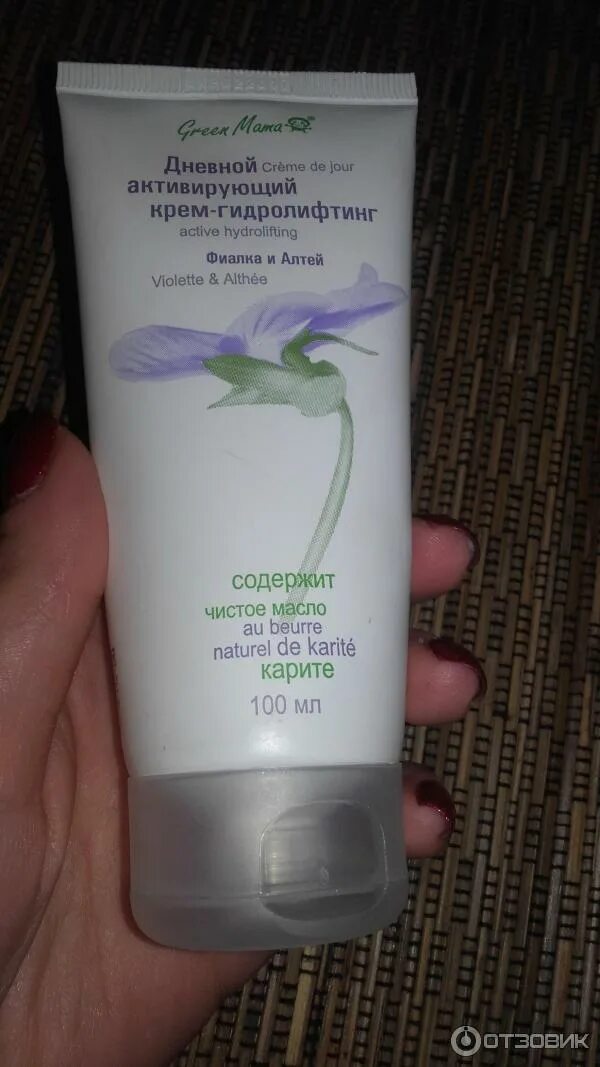 Green Mama
Дневной Crème de jour
активирующий
крем-гидролифтинг
active hydrolifting
Фиалка и Алтей
Violette & Althée
содержит
чистое масло
au beurre
naturel de karité
карите
100 мл
ОТЗОВИК